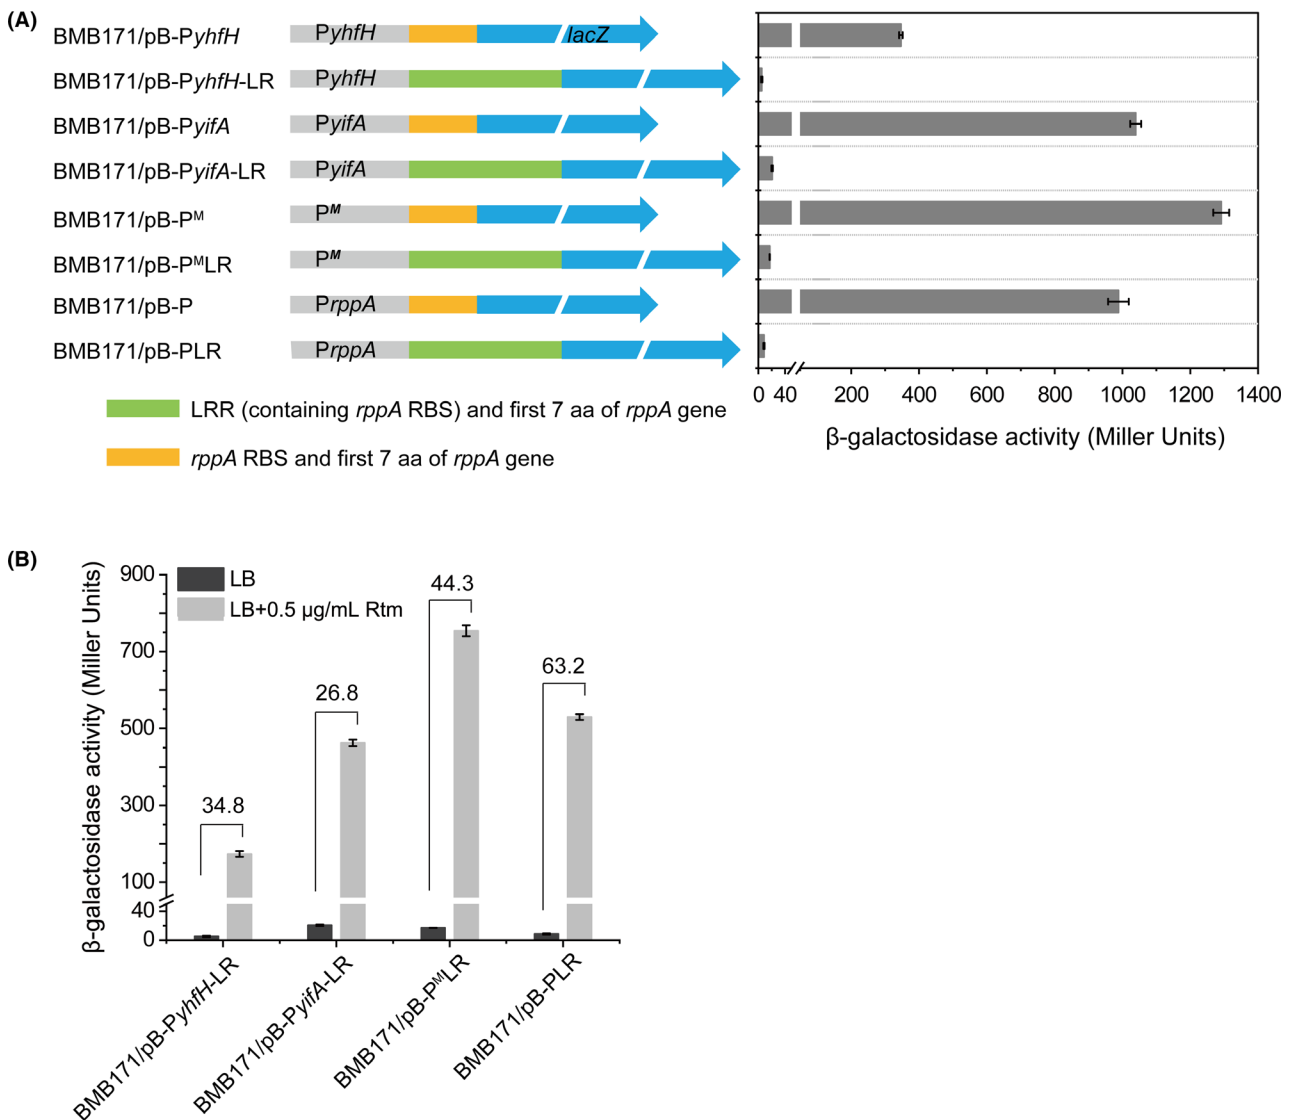 (A)
BMB171/pB-PyhfH
PyhfH
lacZ
BMB171/pB-PyhfH-LR
PyhfH
BMB171/pB-PyifA
PyifA
BMB171/pB-PyifA-LR
PyifA
BMB171/pB-Pᴹ
Pᴹ
BMB171/pB-PᴹLR
Pᴹ
BMB171/pB-P
PrppA
BMB171/pB-PLR
PrppA
0 40 200 400 600 800 1000 1200 1400
β-galactosidase activity (Miller Units)
LRR (containing rppA RBS) and first 7 aa of rppA gene
rppA RBS and first 7 aa of rppA gene
(B)
β-galactosidase activity (Miller Units)
900
700
500
300
100
40
0
LB
LB+0.5 µg/mL Rtm
34.8
26.8
44.3
63.2
BMB171/pB-PyhfH-LR
BMB171/pB-PyifA-LR
BMB171/pB-PᴹLR
BMB171/pB-PLR